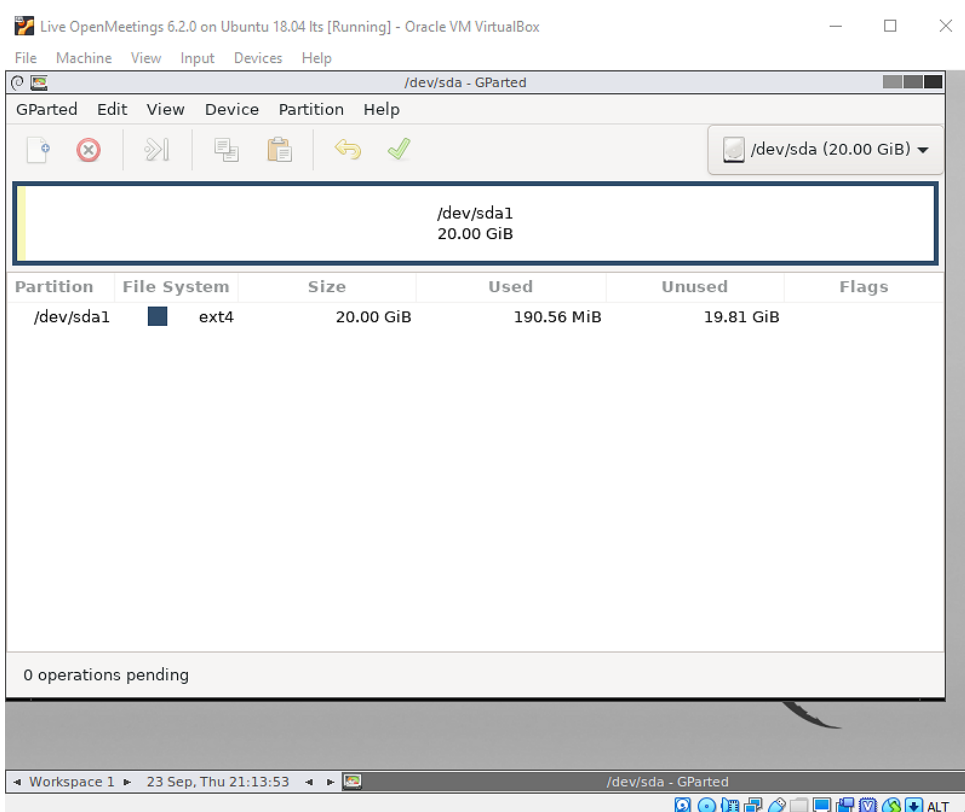 Live OpenMeetings 6.2.0 on Ubuntu 18.04 lts [Running] - Oracle VM VirtualBox
File Machine View Input Devices Help
/dev/sda - GParted
GParted Edit View Device Partition Help
/dev/sda (20.00 GiB)
/dev/sda1
20.00 GiB
Partition File System Size Used Unused Flags
/dev/sda1 ext4 20.00 GiB 190.56 MiB 19.81 GiB
0 operations pending
Workspace 1 23 Sep, Thu 21:13:53 /dev/sda - GParted
ALT